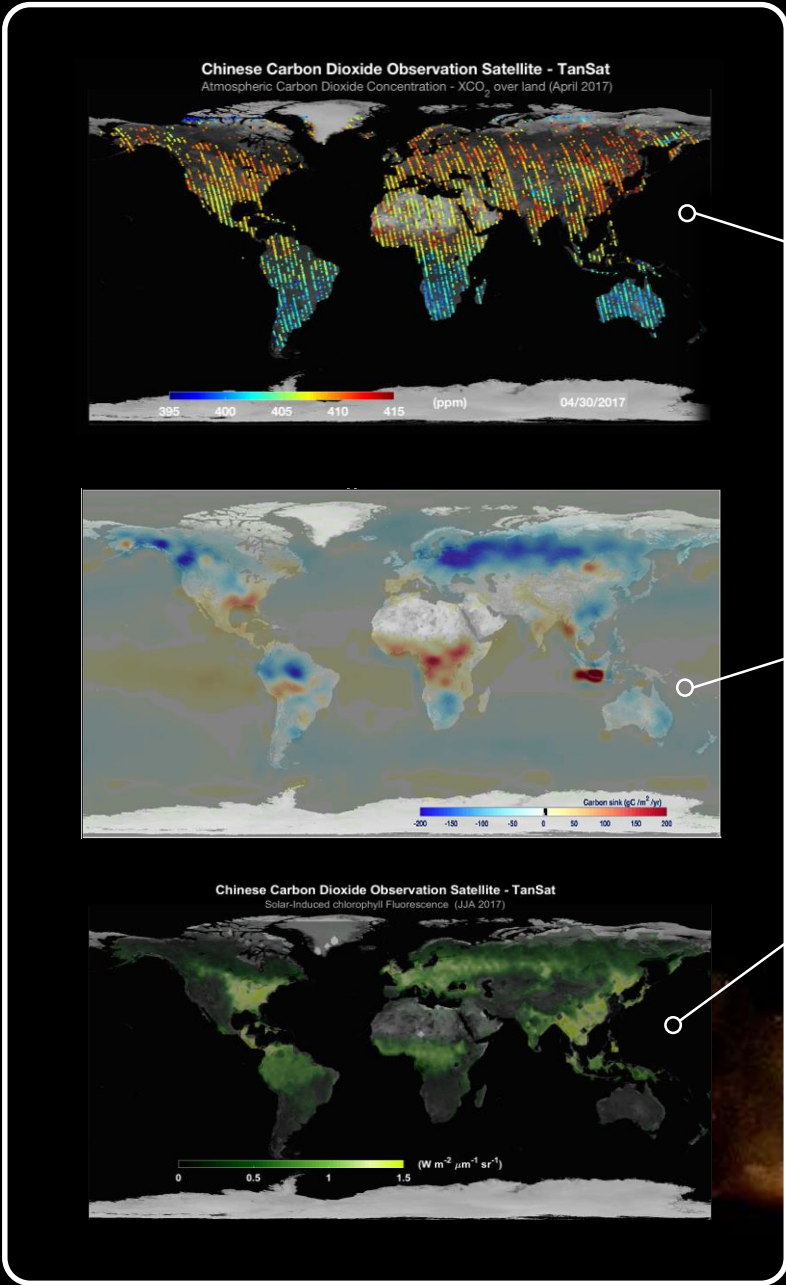 Chinese Carbon Dioxide Observation Satellite - TanSat
Atmospheric Carbon Dioxide Concentration - XCO2 over land (April 2017)
395 400 405 410 415 (ppm) 04/30/2017
Carbon sink (gC /m² /yr)
-200 -150 -100 -50 0 50 100 150 200
Chinese Carbon Dioxide Observation Satellite - TanSat
Solar-Induced chlorophyll Fluorescence (JJA 2017)
(W m⁻² μm⁻¹ sr⁻¹)
0 0.5 1 1.5